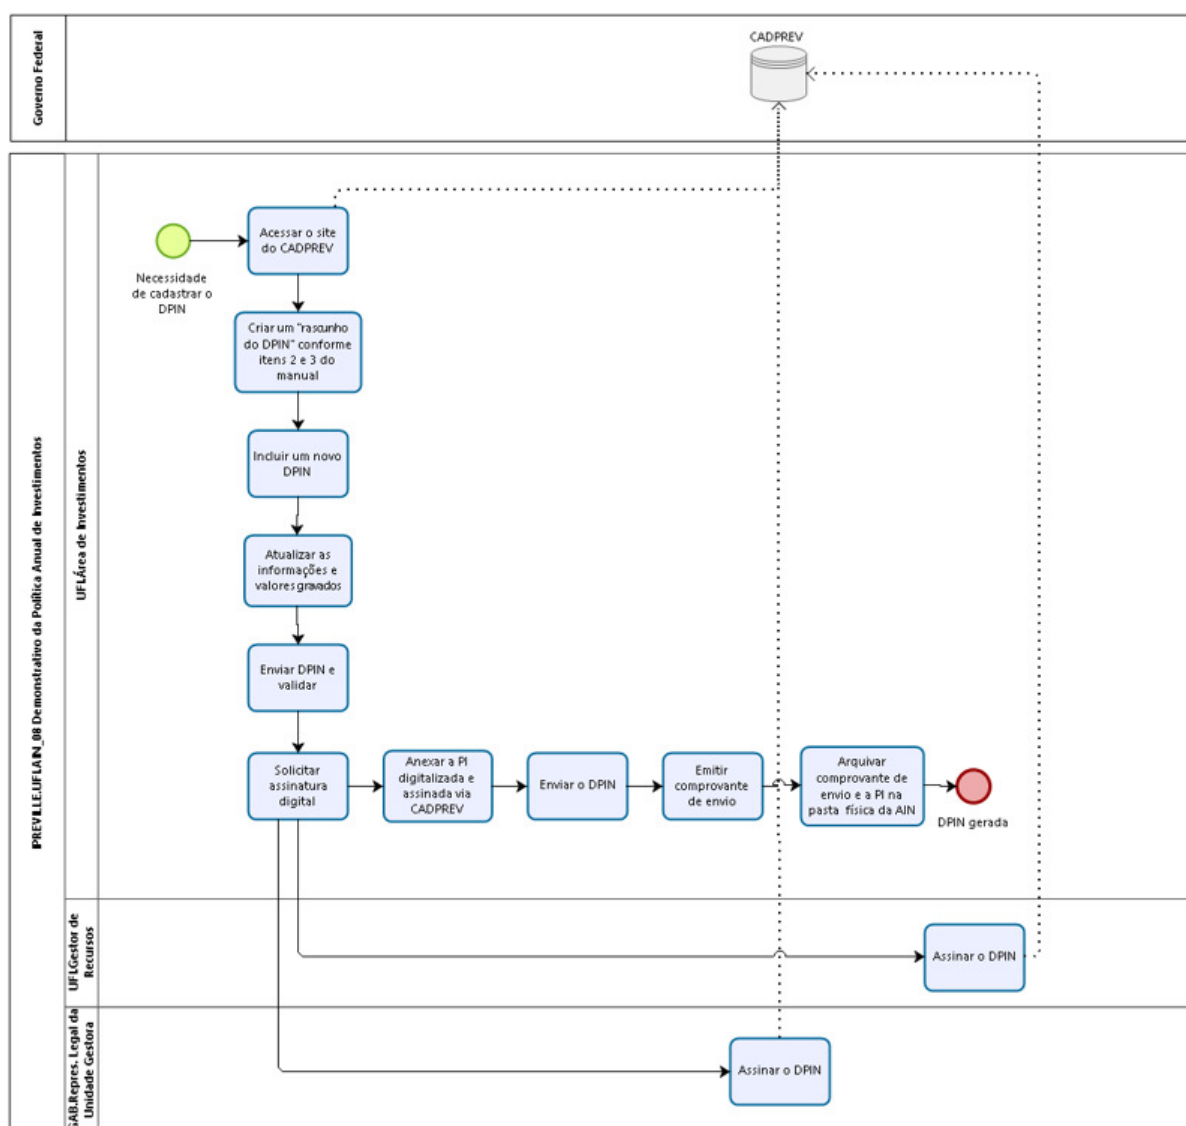 Governo Federal
CADPREV
IPREVILLE.UFI.AIN_08 Demonstrativo da Política Anual de Investimentos
UFI.Área de Investimentos
Necessidade
de cadastrar o
DPIN
Acessar o site
do CADPREV
Criar um "rascunho
do DPIN" conforme
itens 2 e 3 do
manual
Incluir um novo
DPIN
Atualizar as
informações e
valores gravados
Enviar DPIN e
validar
Solicitar
assinatura
digital
Anexar a PI
digitalizada e
assinada via
CADPREV
Enviar o DPIN
Emitir
comprovante
de envio
Arquivar
comprovante de
envio e a PI na
pasta física da AIN
DPIN gerada
UFI.Gestor de
Recursos
Assinar o DPIN
GAB.Repres. Legal da
Unidade Gestora
Assinar o DPIN